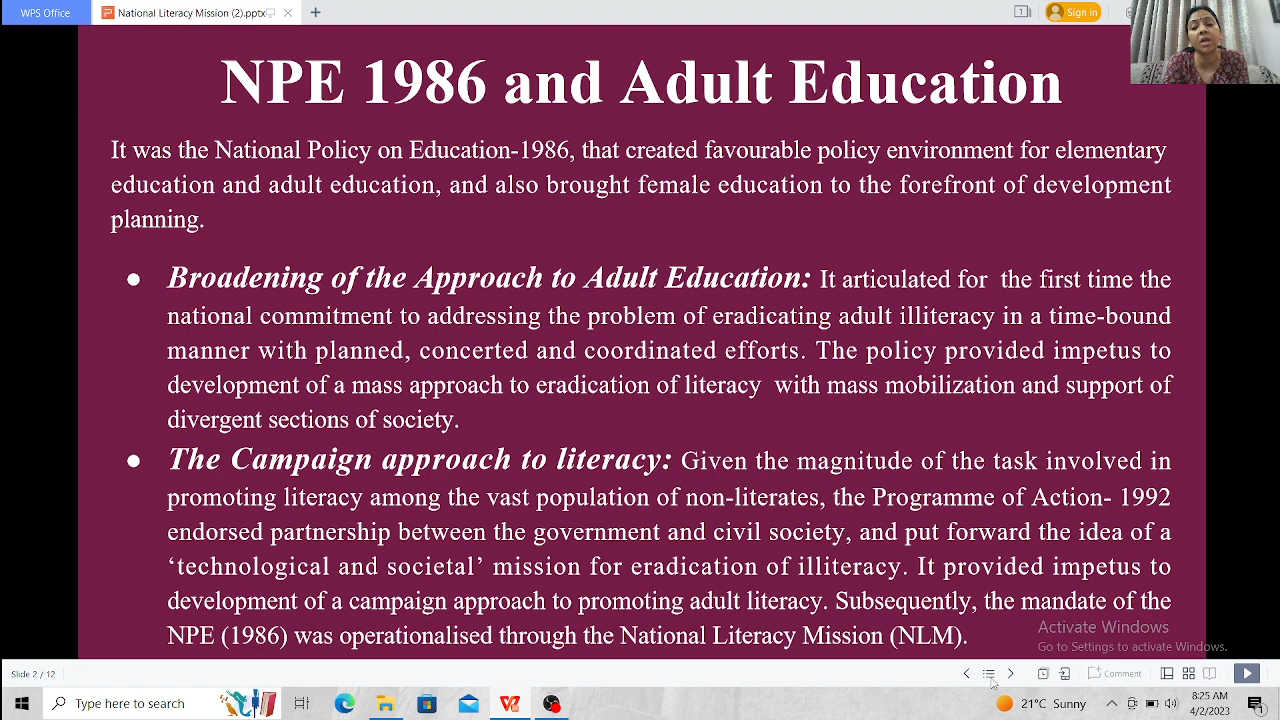 WPS Office
National Literacy Mission (2).pptx
Sign in
NPE 1986 and Adult Education
It was the National Policy on Education-1986, that created favourable policy environment for elementary
education and adult education, and also brought female education to the forefront of development
planning.
● Broadening of the Approach to Adult Education: It articulated for the first time the
national commitment to addressing the problem of eradicating adult illiteracy in a time-bound
manner with planned, concerted and coordinated efforts. The policy provided impetus to
development of a mass approach to eradication of literacy with mass mobilization and support of
divergent sections of society.
● The Campaign approach to literacy: Given the magnitude of the task involved in
promoting literacy among the vast population of non-literates, the Programme of Action- 1992
endorsed partnership between the government and civil society, and put forward the idea of a
‘technological and societal’ mission for eradication of illiteracy. It provided impetus to
development of a campaign approach to promoting adult literacy. Subsequently, the mandate of the
NPE (1986) was operationalised through the National Literacy Mission (NLM).
Activate Windows
Go to Settings to activate Windows.
Slide 2 / 12
Comment
Type here to search
21°C Sunny
8:25 AM
4/2/2023